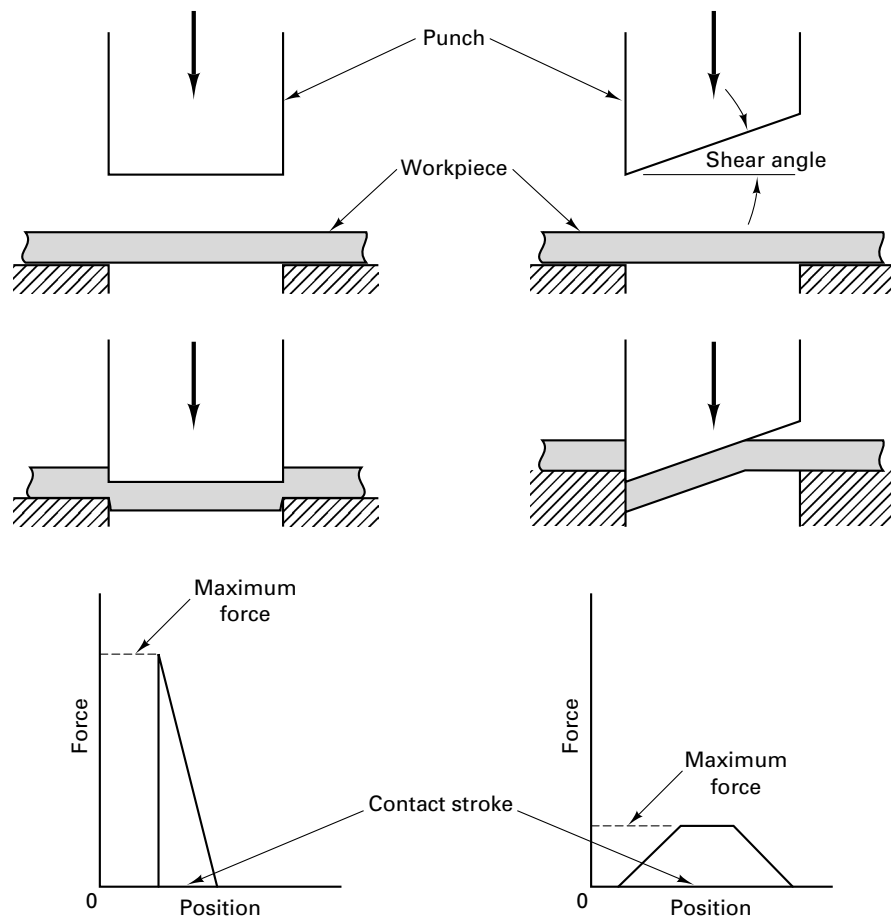 Punch
Shear angle
Workpiece
Maximum
force
Force
Contact stroke
0
Position
Maximum
force
Force
0
Position